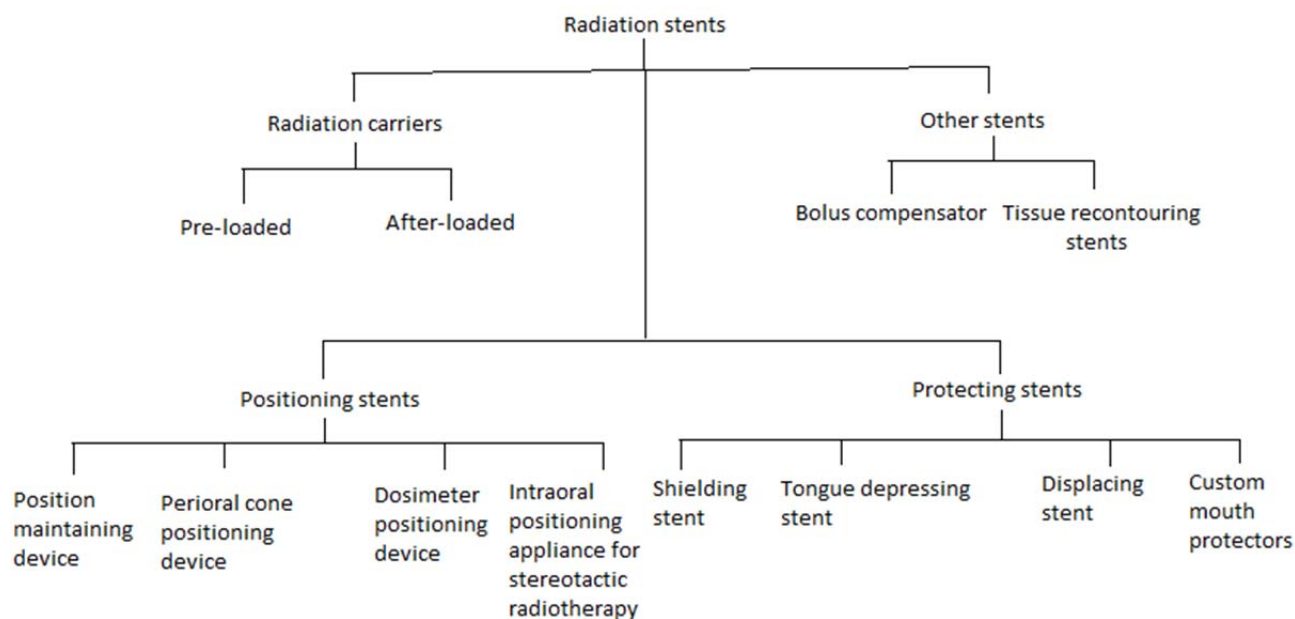 Radiation stents
Radiation carriers
Other stents
Pre-loaded
After-loaded
Bolus compensator
Tissue recontouring
stents
Positioning stents
Protecting stents
Position
maintaining
device
Perioral cone
positioning
device
Dosimeter
positioning
device
Intraoral
positioning
appliance for
stereotactic
radiotherapy
Shielding
stent
Tongue depressing
stent
Displacing
stent
Custom
mouth
protectors